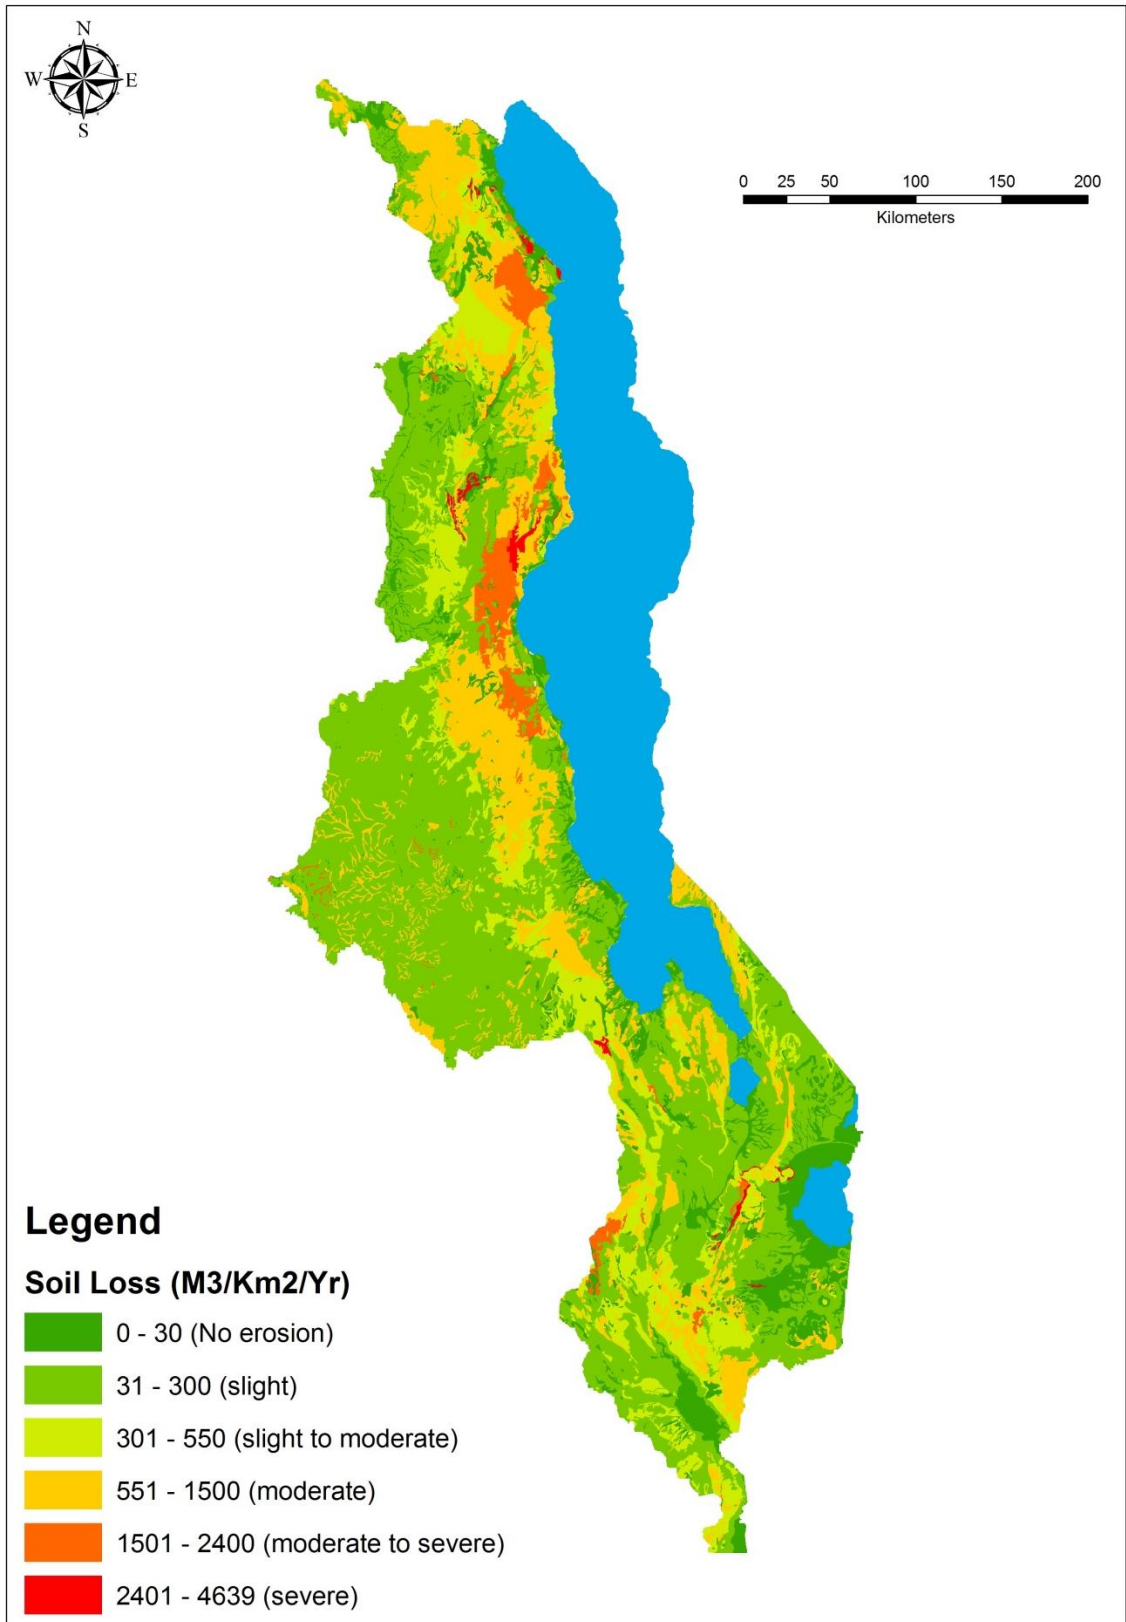 N
W E
S
0 25 50 100 150 200
Kilometers
Legend
Soil Loss (M3/Km2/Yr)
0 - 30 (No erosion)
31 - 300 (slight)
301 - 550 (slight to moderate)
551 - 1500 (moderate)
1501 - 2400 (moderate to severe)
2401 - 4639 (severe)